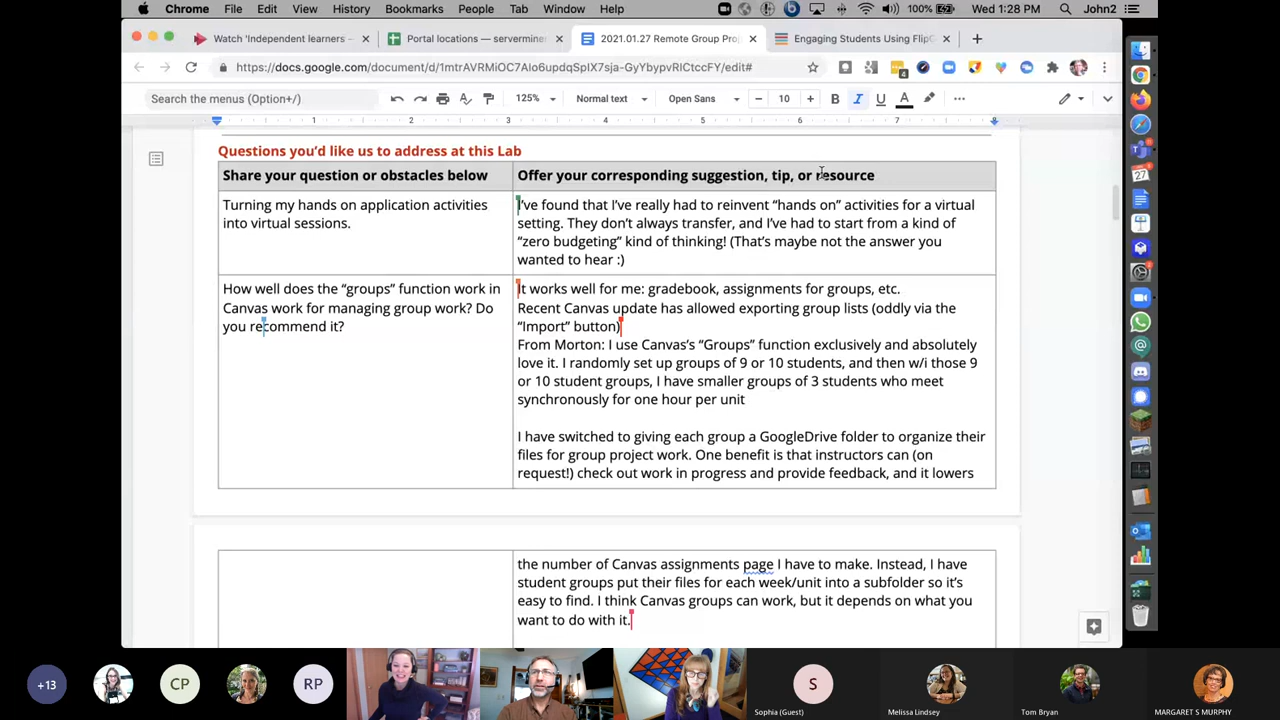 Chrome File Edit View History Bookmarks People Tab Window Help 100% Wed 1:28 PM John2
Watch 'Independent learners' – × Portal locations — servermines × 2021.01.27 Remote Group Pro × Engaging Students Using FlipG ×
Search the menus (Option+/) 125% Normal text Open Sans 10 B I U A
1 2 3 4 5 6 7
Questions you'd like us to address at this Lab
Share your question or obstacles below Offer your corresponding suggestion, tip, or resource
Turning my hands on application activities
into virtual sessions.
I've found that I've really had to reinvent "hands on" activities for a virtual
setting. They don't always transfer, and I've had to start from a kind of
"zero budgeting" kind of thinking! (That's maybe not the answer you
wanted to hear :)
How well does the "groups" function work in
Canvas work for managing group work? Do
you recommend it?
It works well for me: gradebook, assignments for groups, etc.
Recent Canvas update has allowed exporting group lists (oddly via the
"Import" button)
From Morton: I use Canvas's "Groups" function exclusively and absolutely
love it. I randomly set up groups of 9 or 10 students, and then w/i those 9
or 10 student groups, I have smaller groups of 3 students who meet
synchronously for one hour per unit
I have switched to giving each group a GoogleDrive folder to organize their
files for group project work. One benefit is that instructors can (on
request!) check out work in progress and provide feedback, and it lowers
the number of Canvas assignments page I have to make. Instead, I have
student groups put their files for each week/unit into a subfolder so it's
easy to find. I think Canvas groups can work, but it depends on what you
want to do with it.
+13 CP RP S
Sophia (Guest) Melissa Lindsey Tom Bryan MARGARET S MURPHY